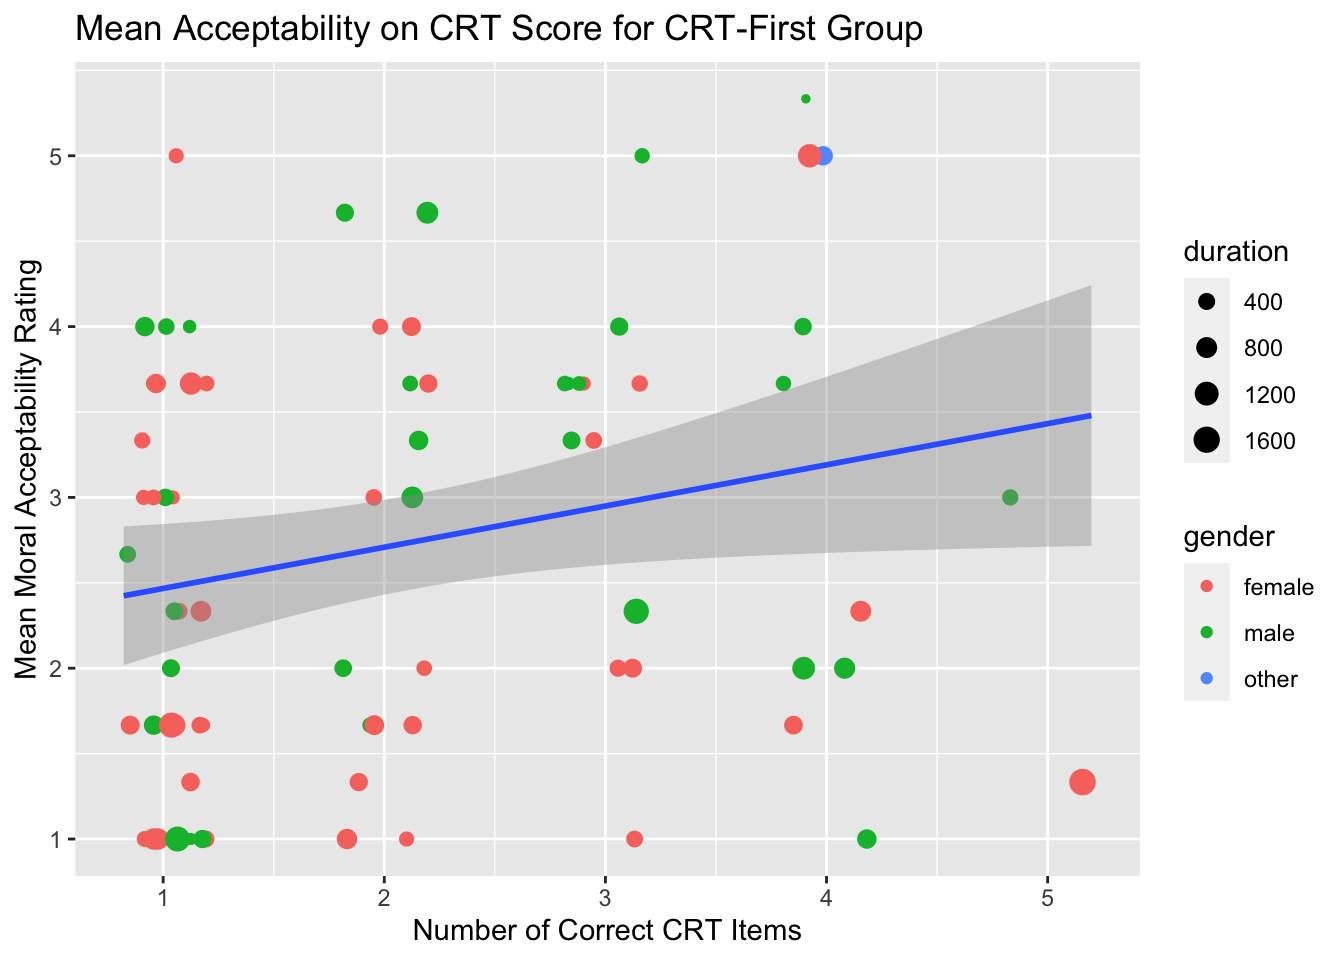 Mean Acceptability on CRT Score for CRT-First Group
Mean Moral Acceptability Rating
5
4
3
2
1
1 2 3 4 5
Number of Correct CRT Items
duration
400
800
1200
1600
gender
female
male
other